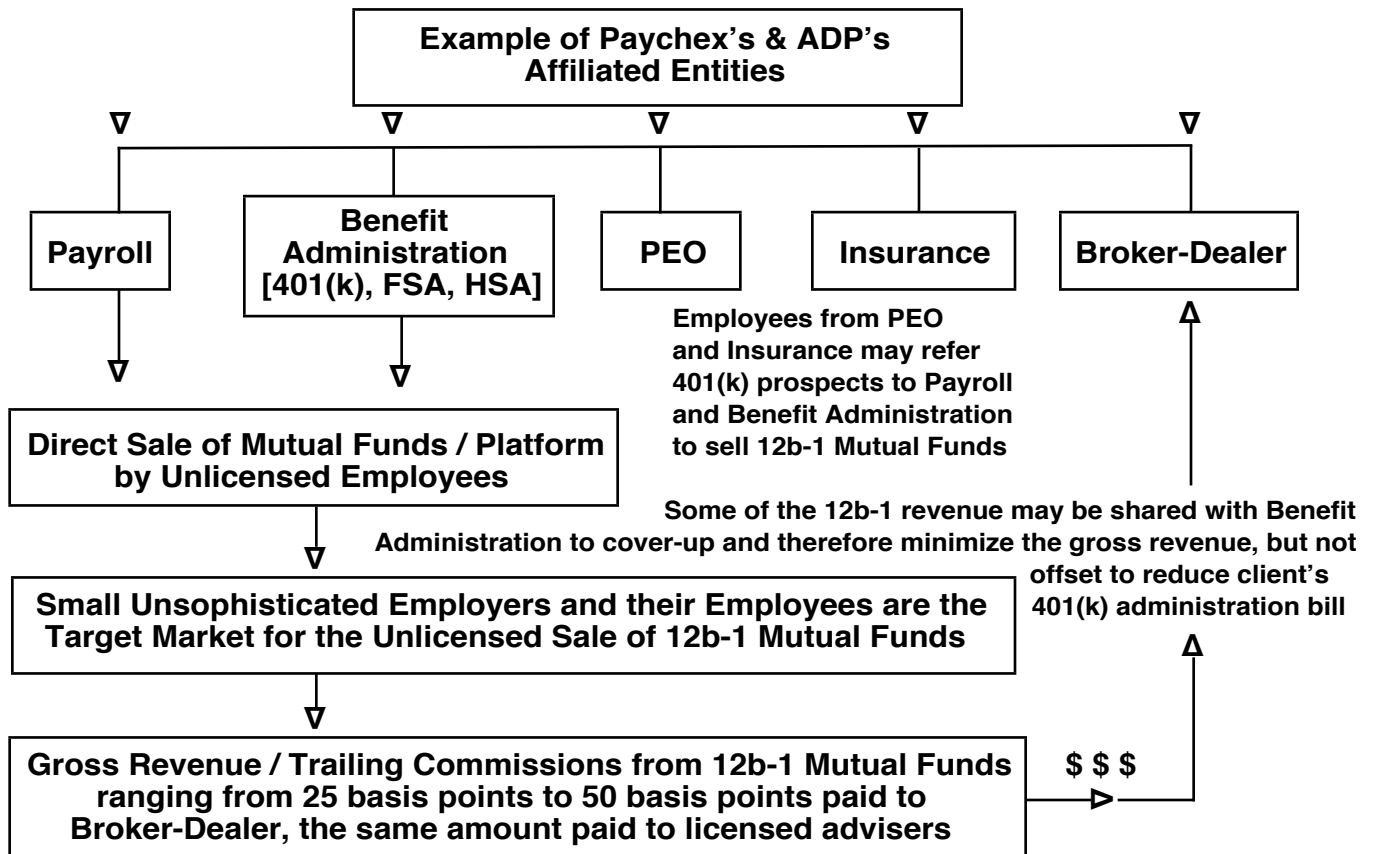 Example of Paychex's & ADP's
Affiliated Entities
Payroll
Benefit
Administration
[401(k), FSA, HSA]
PEO
Insurance
Broker-Dealer
Employees from PEO
and Insurance may refer
401(k) prospects to Payroll
and Benefit Administration
to sell 12b-1 Mutual Funds
Direct Sale of Mutual Funds / Platform
by Unlicensed Employees
Some of the 12b-1 revenue may be shared with Benefit
Administration to cover-up and therefore minimize the gross revenue, but not
offset to reduce client's
401(k) administration bill
Small Unsophisticated Employers and their Employees are the
Target Market for the Unlicensed Sale of 12b-1 Mutual Funds
Gross Revenue / Trailing Commissions from 12b-1 Mutual Funds
ranging from 25 basis points to 50 basis points paid to
Broker-Dealer, the same amount paid to licensed advisers
$ $ $